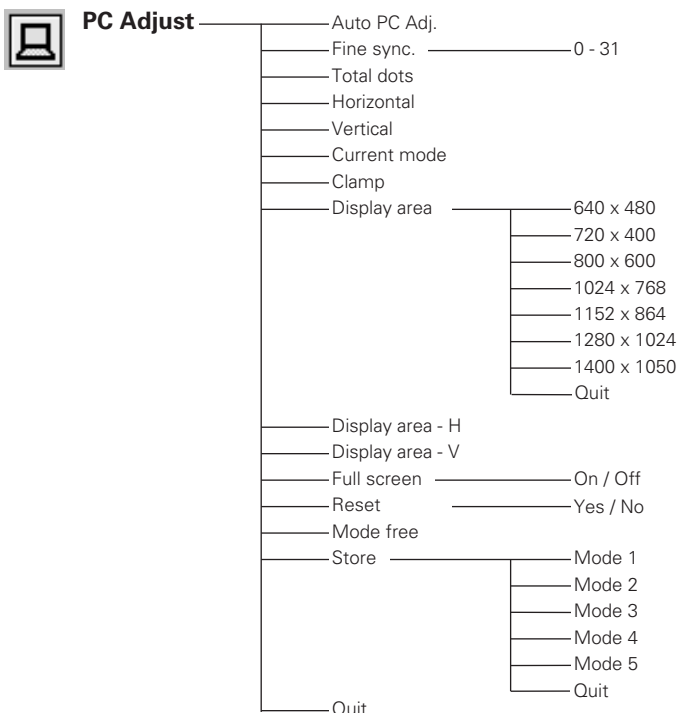 PC Adjust Auto PC Adj.
Fine sync. 0 - 31
Total dots
Horizontal
Vertical
Current mode
Clamp
Display area 640 x 480
720 x 400
800 x 600
1024 x 768
1152 x 864
1280 x 1024
1400 x 1050
Quit
Display area - H
Display area - V
Full screen On / Off
Reset Yes / No
Mode free
Store Mode 1
Mode 2
Mode 3
Mode 4
Mode 5
Quit
Quit